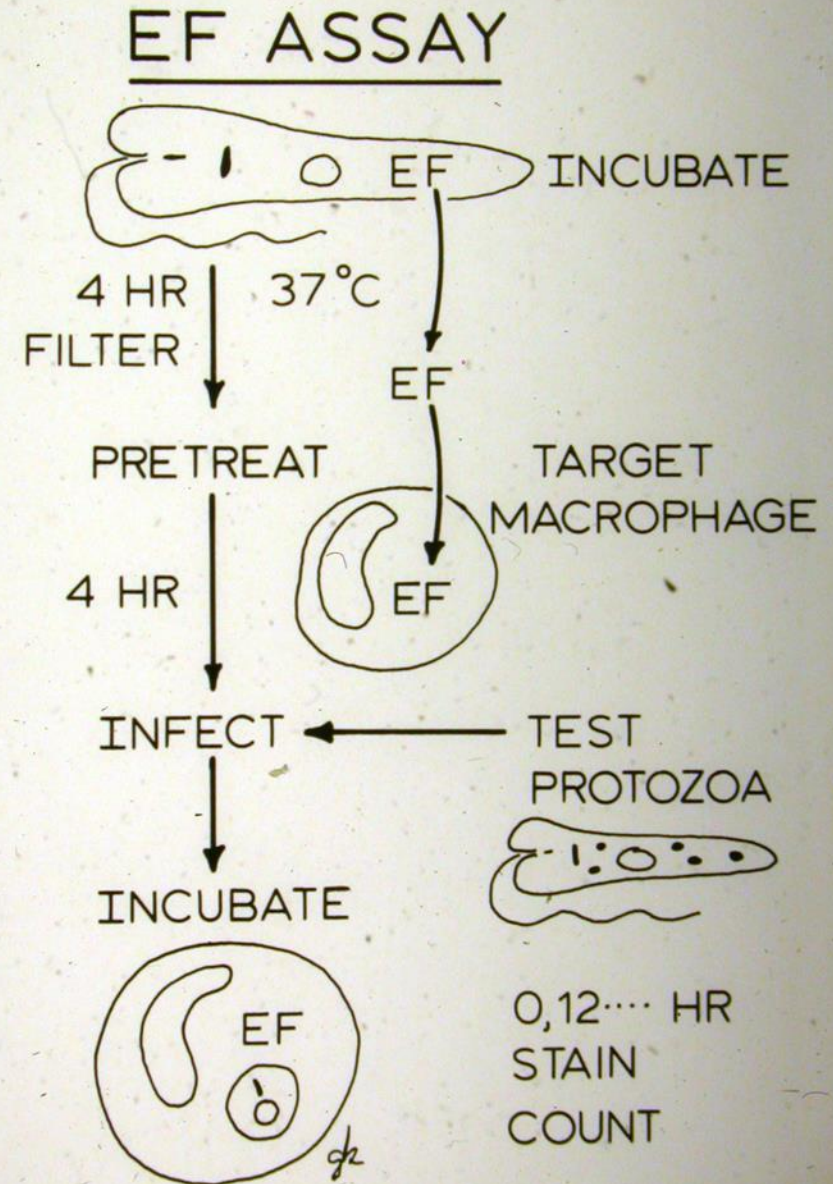 EF ASSAY
EF INCUBATE
4 HR 37°C
FILTER
EF
PRETREAT TARGET
MACROPHAGE
4 HR EF
INFECT TEST
PROTOZOA
INCUBATE
EF 0,12···· HR
STAIN
COUNT